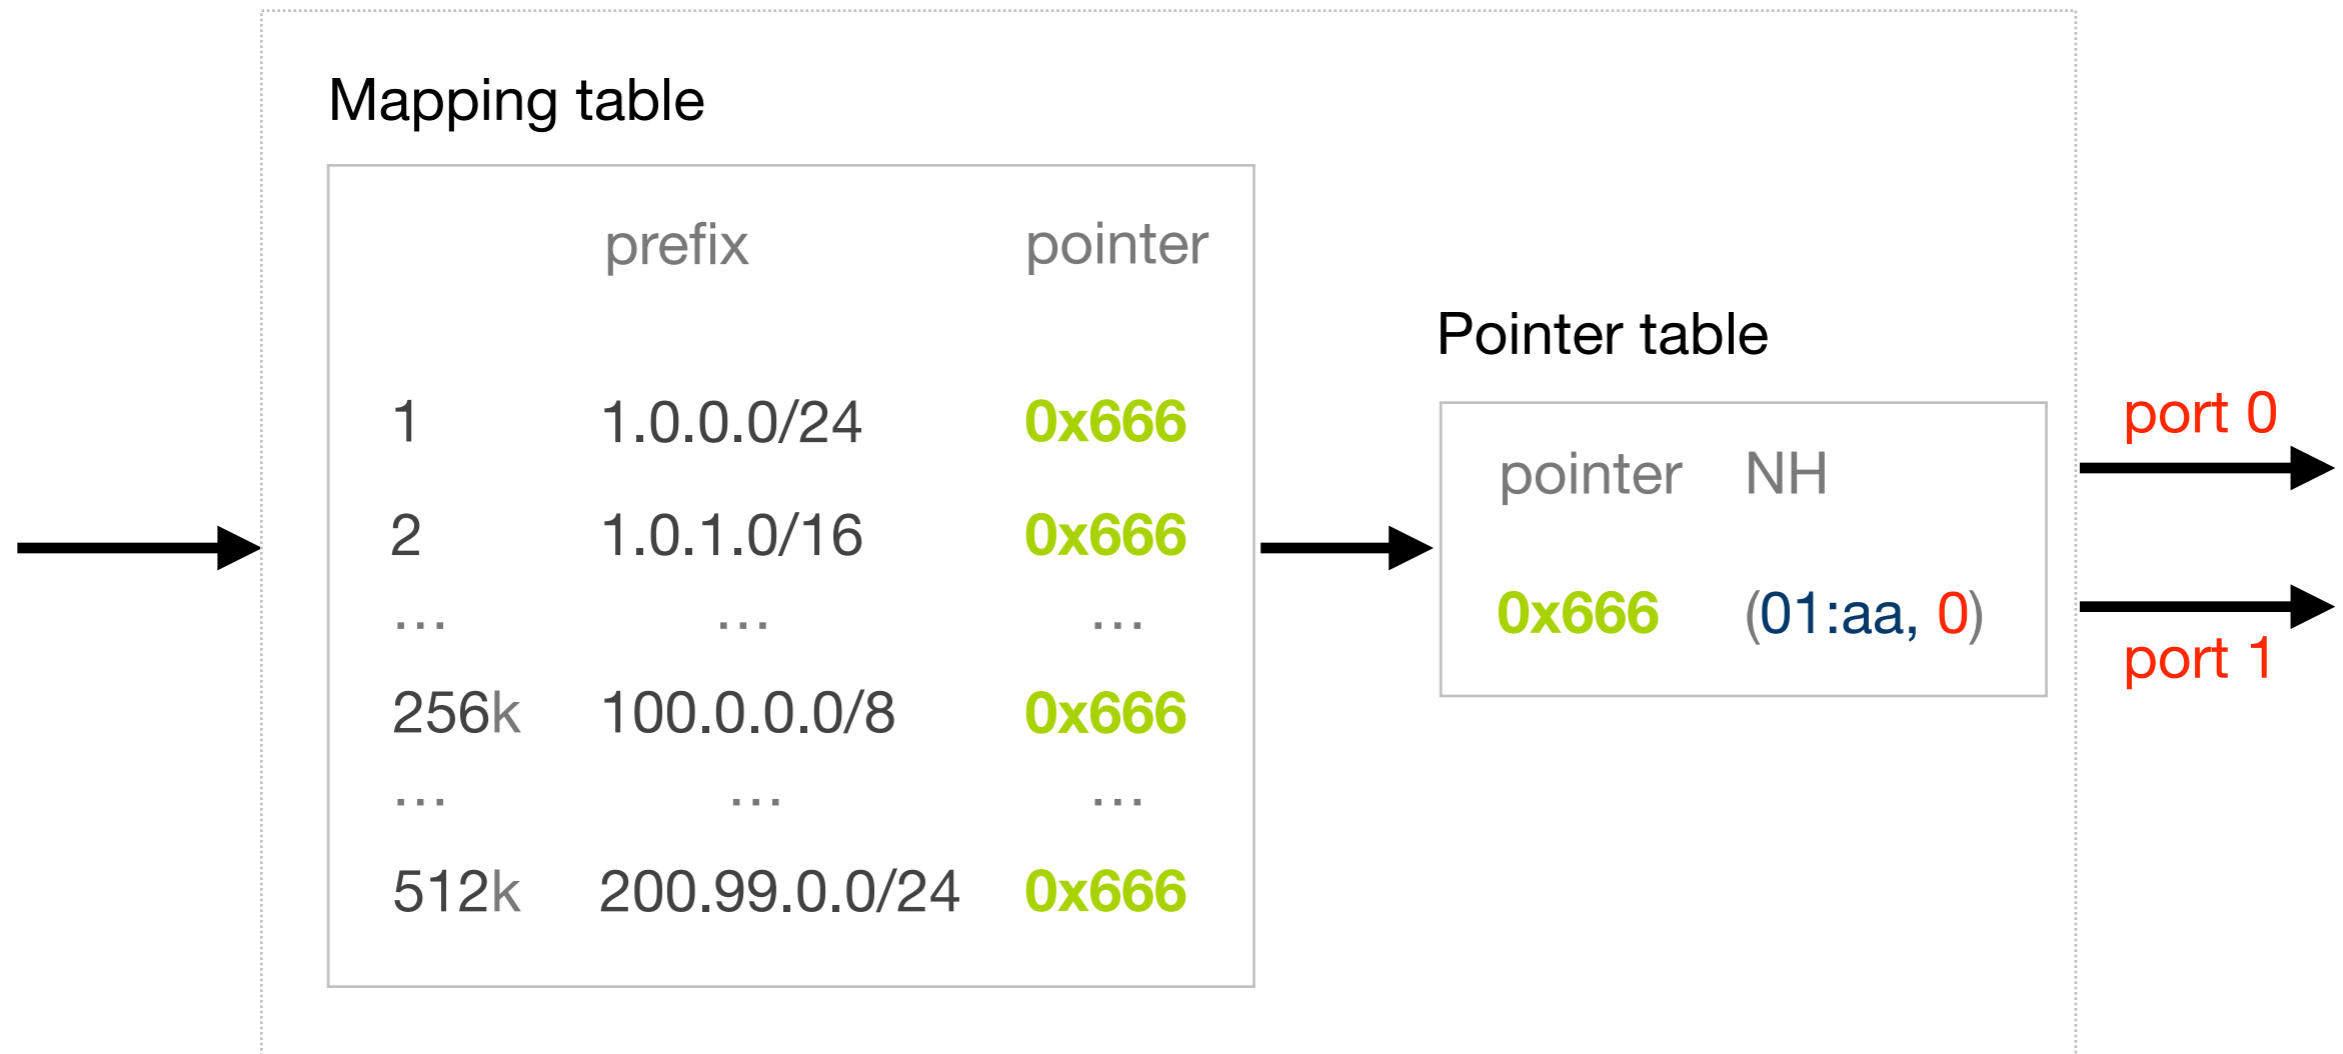 Mapping table
prefix pointer
1 1.0.0.0/24 0x666
2 1.0.1.0/16 0x666
... ... ...
256k 100.0.0.0/8 0x666
... ... ...
512k 200.99.0.0/24 0x666
Pointer table
pointer NH
0x666 (01:aa, 0)
port 0
port 1